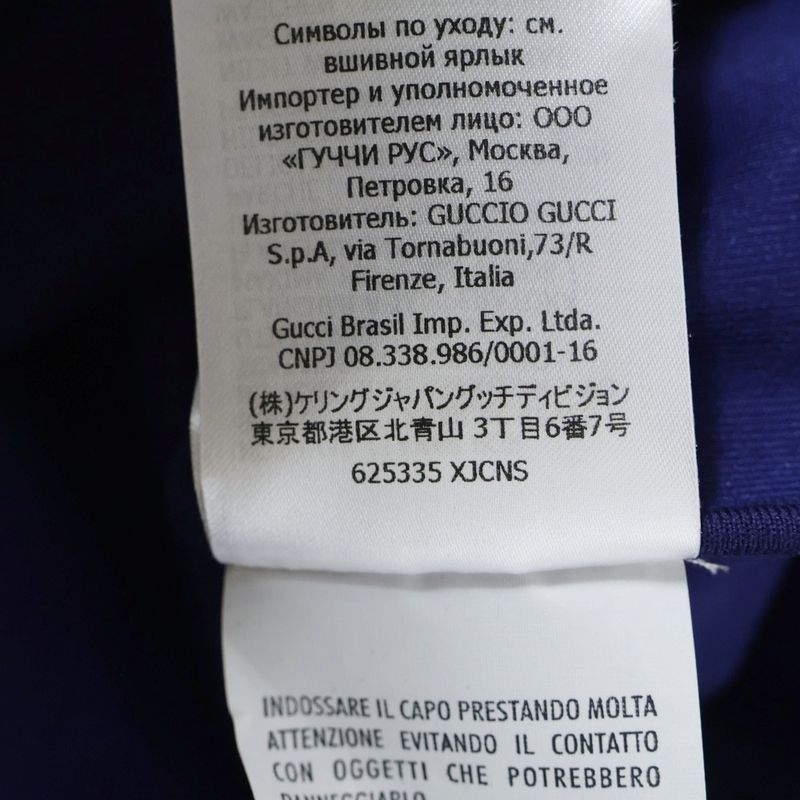 Символы по уходу: см.
вшивной ярлык
Импортер и уполномоченное
изготовителем лицо: ООО
«ГУЧЧИ РУС», Москва,
Петровка, 16
Изготовитель: GUCCIO GUCCI
S.p.A, via Tornabuoni,73/R
Firenze, Italia
Gucci Brasil Imp. Exp. Ltda.
CNPJ 08.338.986/0001-16
(株)ケリングジャパングッチディビジョン
東京都港区北青山 3丁目6番7号
625335 XJCNS
INDOSSARE IL CAPO PRESTANDO MOLTA
ATTENZIONE EVITANDO IL CONTATTO
CON OGGETTI CHE POTREBBERO
DANNEGGIARLO